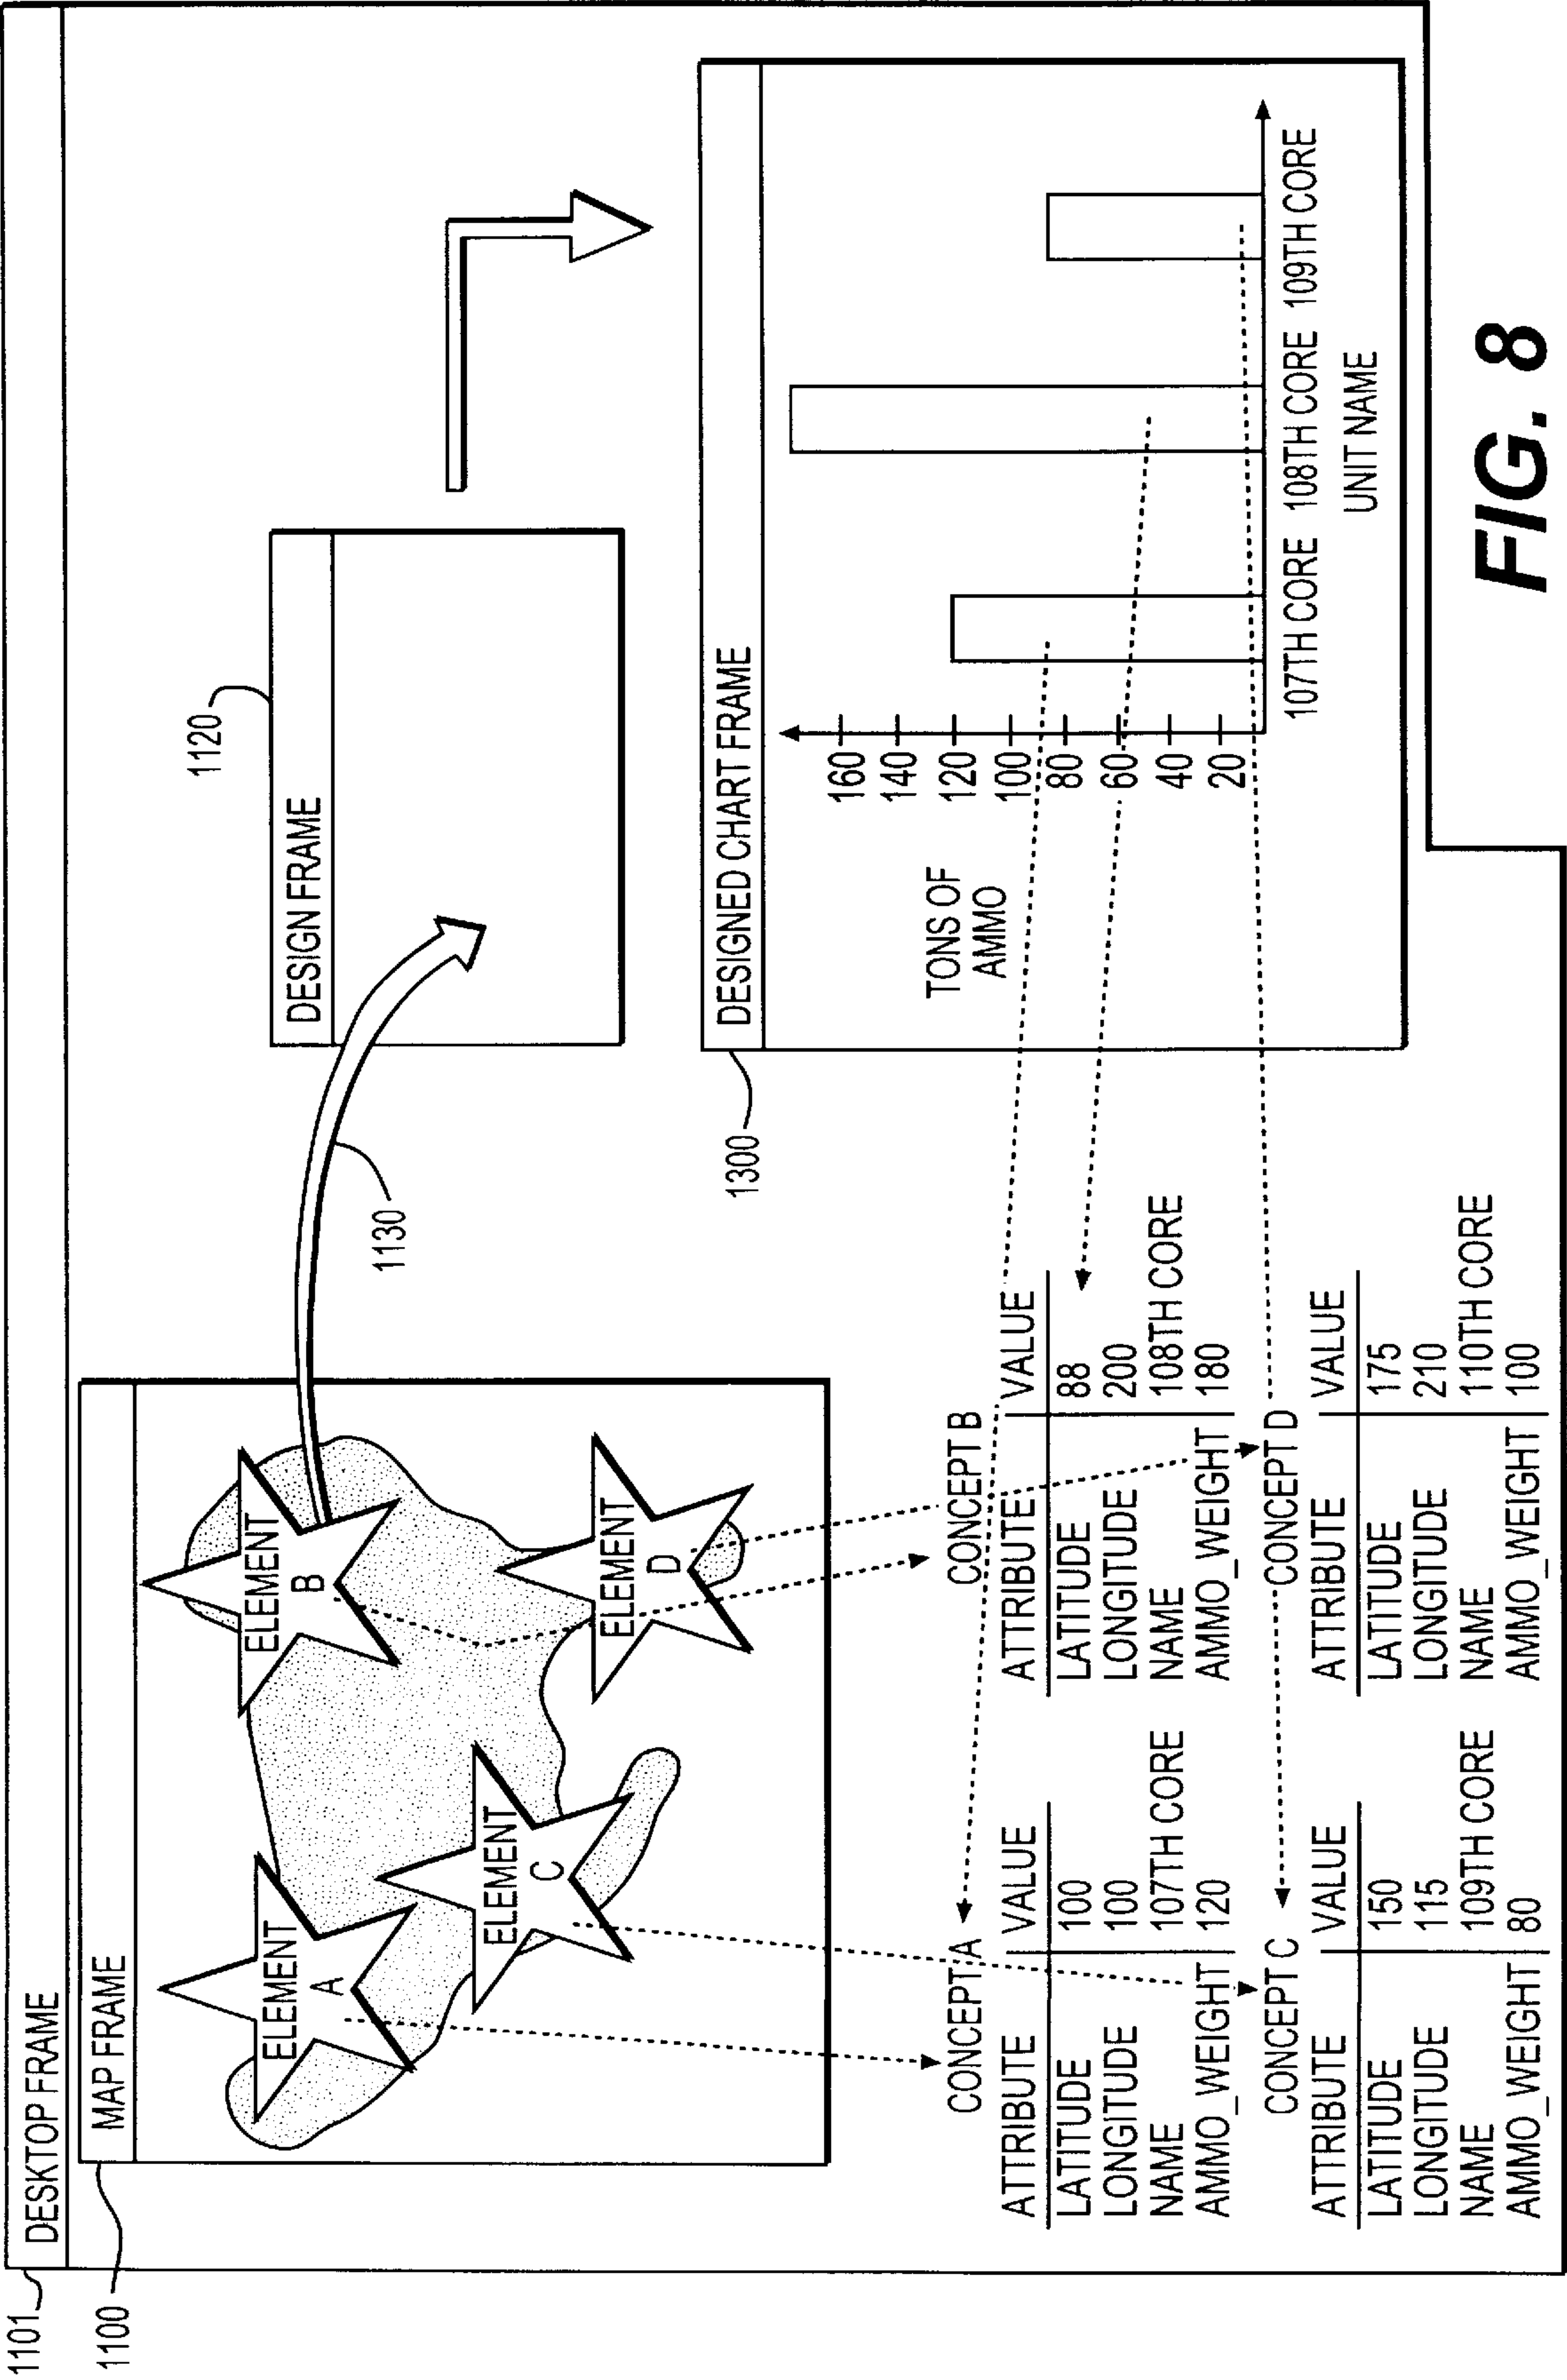 1101
DESKTOP FRAME
1100
MAP FRAME
ELEMENT
A
ELEMENT
B
ELEMENT
C
ELEMENT
D
1130
1120
DESIGN FRAME
1300
DESIGNED CHART FRAME
TONS OF
AMMO
160
140
120
100
80
60
40
20
107TH CORE 108TH CORE 109TH CORE
UNIT NAME
CONCEPT A
ATTRIBUTE VALUE
LATITUDE 100
LONGITUDE 100
NAME 107TH CORE
AMMO_WEIGHT 120
CONCEPT B
ATTRIBUTE VALUE
LATITUDE 88
LONGITUDE 200
NAME 108TH CORE
AMMO_WEIGHT 180
CONCEPT C
ATTRIBUTE VALUE
LATITUDE 150
LONGITUDE 115
NAME 109TH CORE
AMMO_WEIGHT 80
CONCEPT D
ATTRIBUTE VALUE
LATITUDE 175
LONGITUDE 210
NAME 110TH CORE
AMMO_WEIGHT 100
FIG. 8